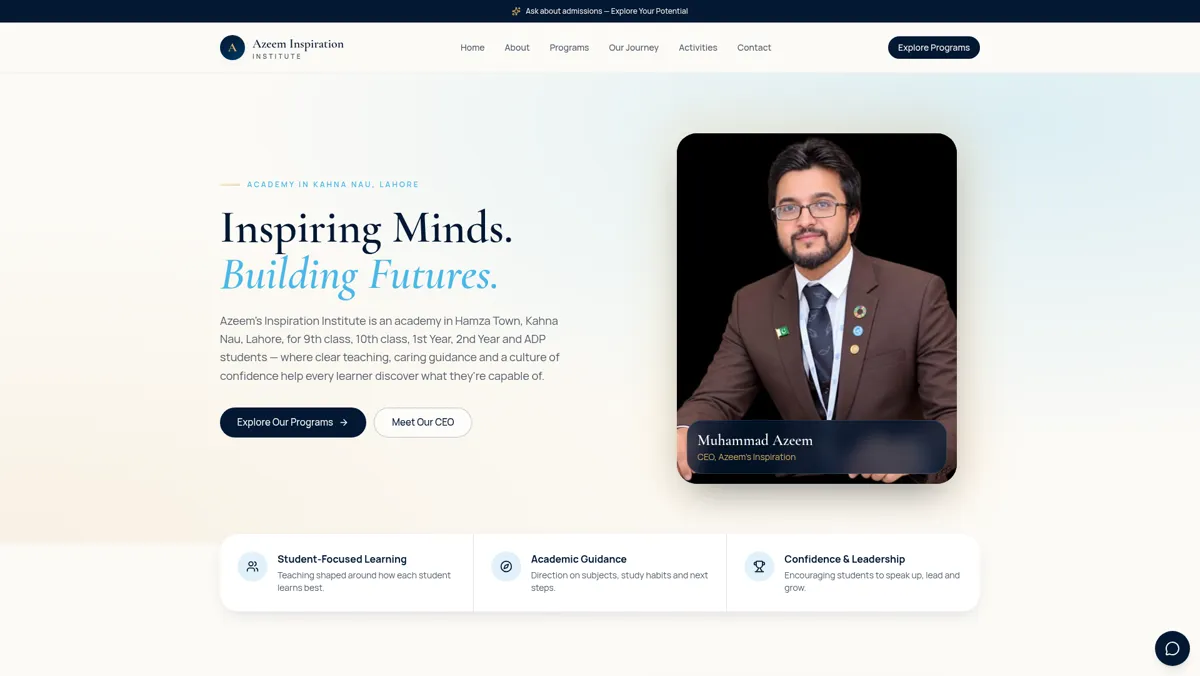 Ask about admissions — Explore Your Potential
A
Azeem Inspiration
INSTITUTE
Home
About
Programs
Our Journey
Activities
Contact
Explore Programs
ACADEMY IN KAHNA NAU, LAHORE
Inspiring Minds.
Building Futures.
Azeem's Inspiration Institute is an academy in Hamza Town, Kahna
Nau, Lahore, for 9th class, 10th class, 1st Year, 2nd Year and ADP
students — where clear teaching, caring guidance and a culture of
confidence help every learner discover what they're capable of.
Explore Our Programs
Meet Our CEO
Muhammad Azeem
CEO, Azeem's Inspiration
Student-Focused Learning
Teaching shaped around how each student
learns best.
Academic Guidance
Direction on subjects, study habits and next
steps.
Confidence & Leadership
Encouraging students to speak up, lead and
grow.